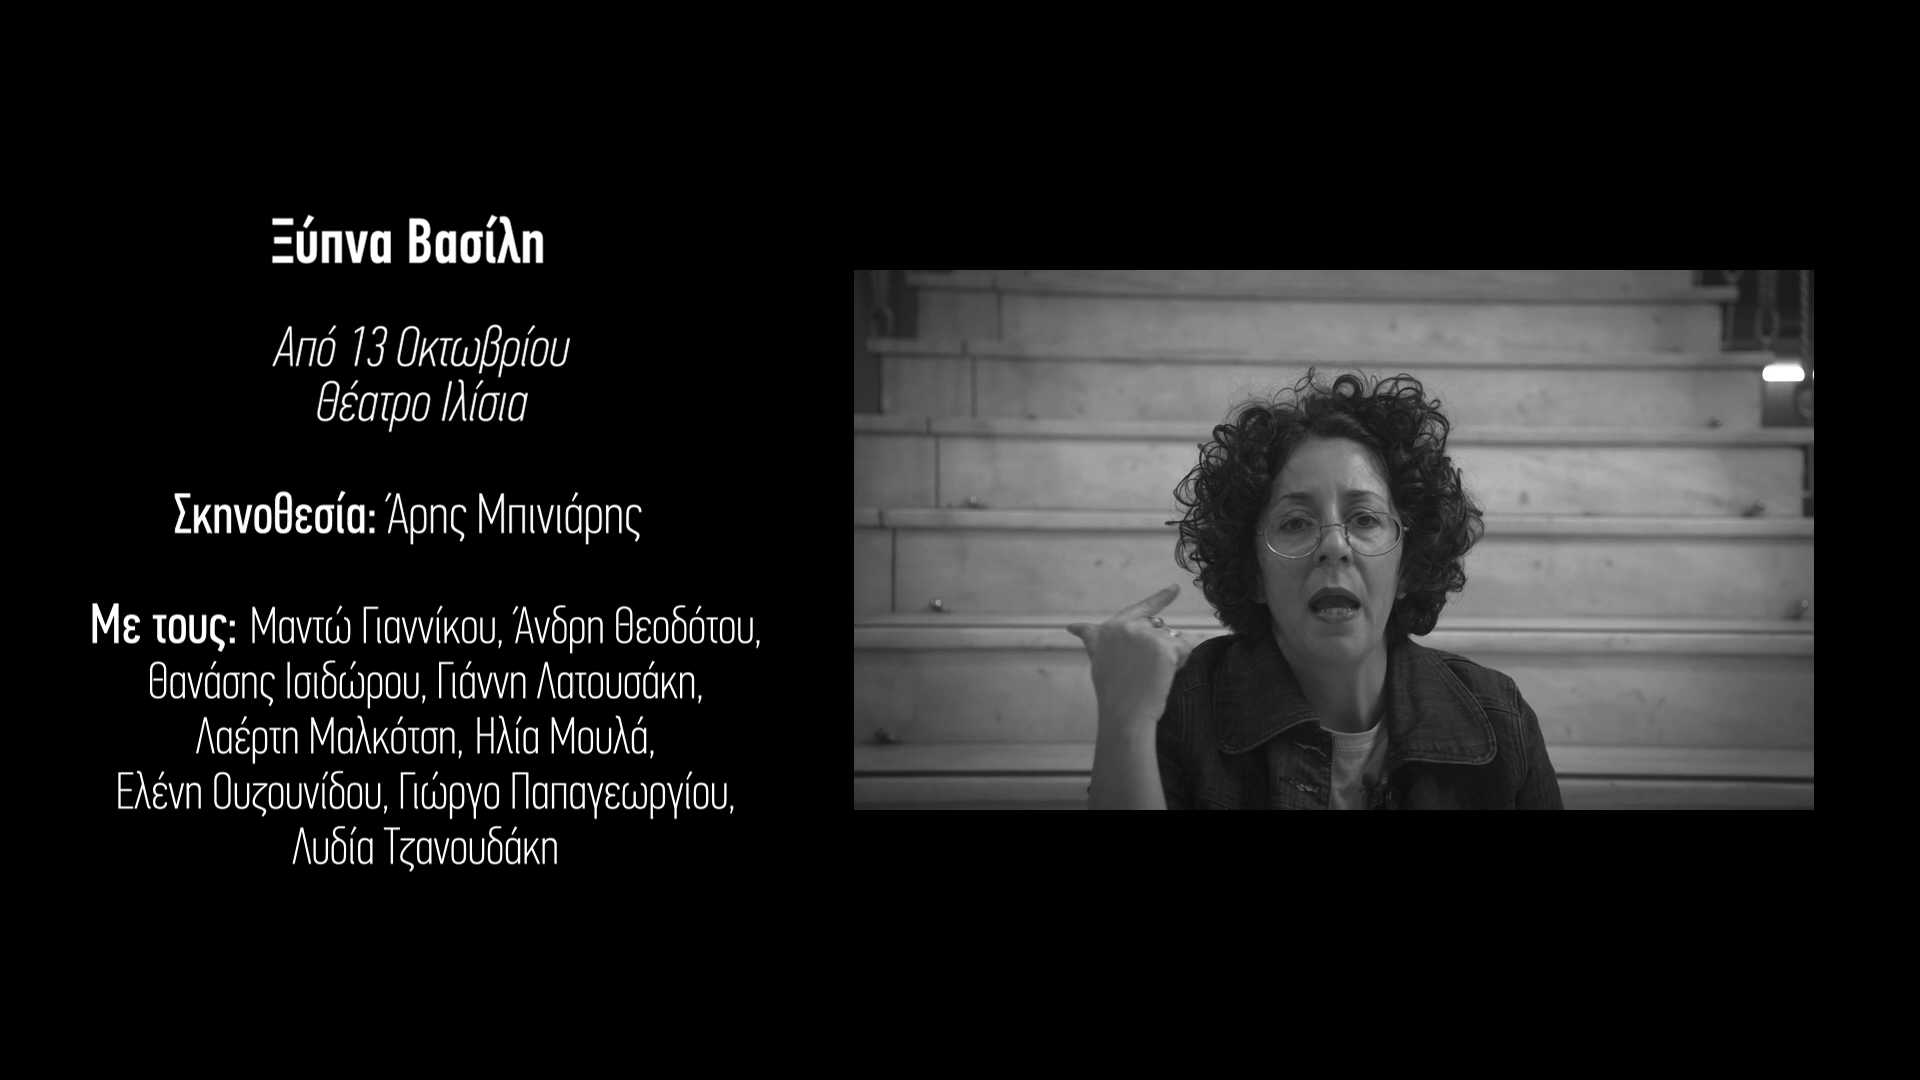 Ξύπνα Βασίλη
Από 13 Οκτωβρίου
Θέατρο Ιλίσια
Σκηνοθεσία: Άρης Μπινιάρης
Με τους: Μαντώ Γιαννίκου, Άνδρη Θεοδότου,
Θανάσης Ισιδώρου, Γιάννη Λατουσάκη,
Λαέρτη Μαλκότση, Ηλία Μουλά,
Ελένη Ουζουνίδου, Γιώργο Παπαγεωργίου,
Λυδία Τζανουδάκη